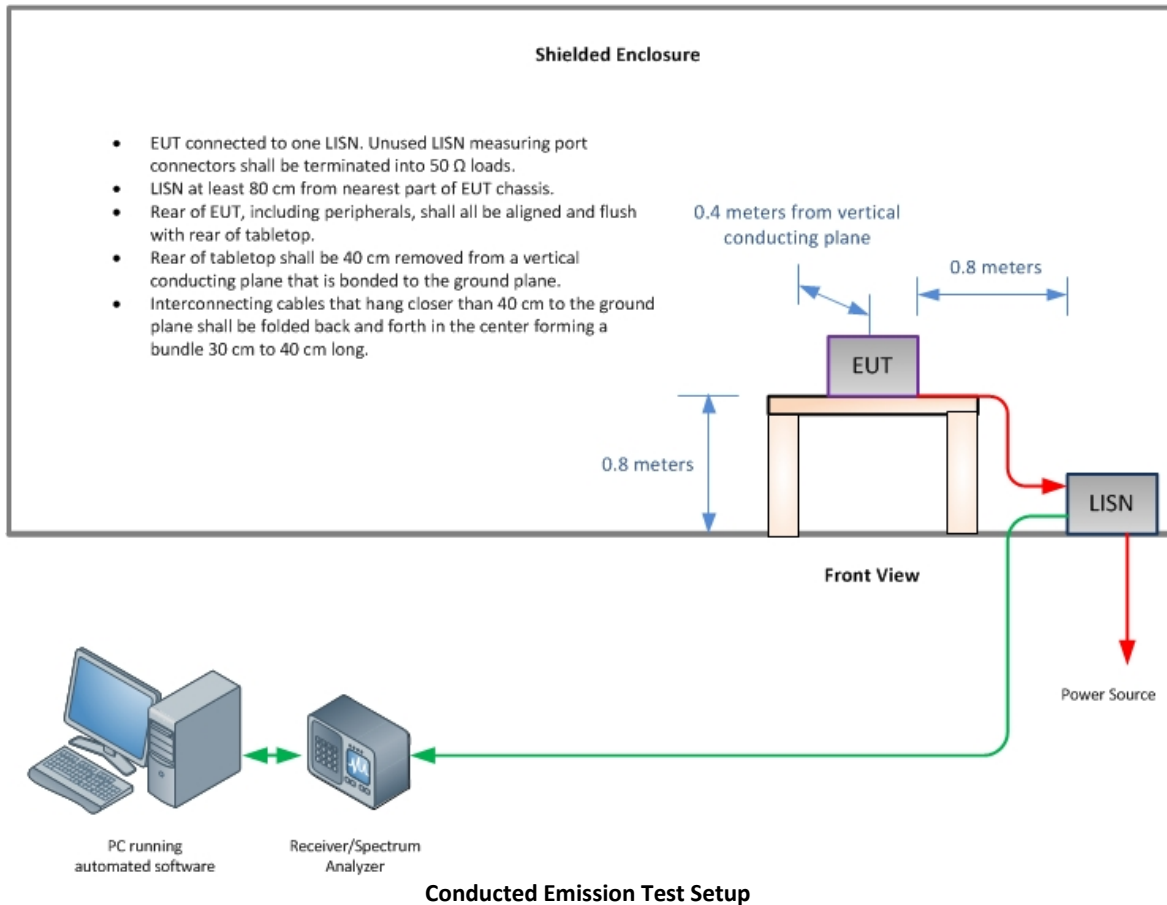 Shielded Enclosure
• EUT connected to one LISN. Unused LISN measuring port
connectors shall be terminated into 50 Ω loads.
• LISN at least 80 cm from nearest part of EUT chassis.
• Rear of EUT, including peripherals, shall all be aligned and flush
with rear of tabletop.
• Rear of tabletop shall be 40 cm removed from a vertical
conducting plane that is bonded to the ground plane.
• Interconnecting cables that hang closer than 40 cm to the ground
plane shall be folded back and forth in the center forming a
bundle 30 cm to 40 cm long.
0.4 meters from vertical
conducting plane
0.8 meters
EUT
0.8 meters
LISN
Front View
Power Source
PC running
automated software
Receiver/Spectrum
Analyzer
Conducted Emission Test Setup